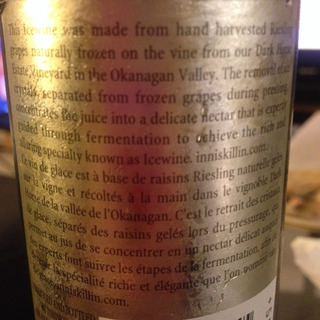 This Icewine was made from hand harvested Riesling
grapes naturally frozen on the vine from our Dark Horse
Estate Vineyard in the Okanagan Valley. The removal of ice
crystals, separated from frozen grapes during pressing,
concentrates the juice into a delicate nectar that is expertly
guided through fermentation to achieve the rich and
alluring specialty known as Icewine. inniskillin.com.
Le vin de glace est à base de raisins Riesling naturelle gelés
sur la vigne et récoltés à la main dans le vignoble Dark
de la vallée de l'Okanagan. C'est le retrait des cristaux
de glace, séparés des raisins gelés lors du pressurage, qui
permet au jus de se concentrer en un nectar délicat
experts font suivre les étapes de la fermentation,
spécialité riche et élégante que l'on
inniskillin.com.